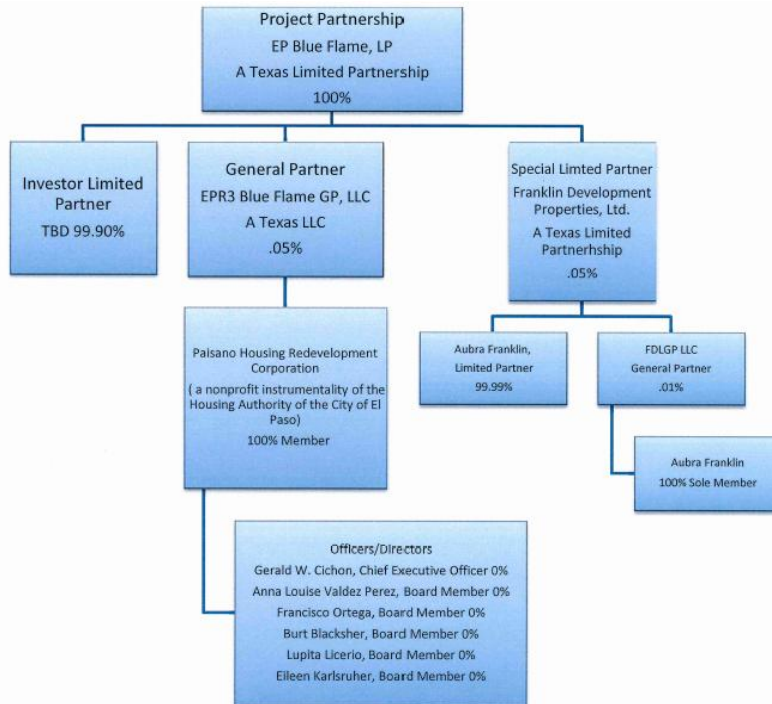 Project Partnership
EP Blue Flame, LP
A Texas Limited Partnership
100%
Investor Limited
Partner
TBD 99.90%
General Partner
EPR3 Blue Flame GP, LLC
A Texas LLC
.05%
Special Limted Partner
Franklin Development
Properties, Ltd.
A Texas Limited
Partnerhship
.05%
Paisano Housing Redevelopment
Corporation
( a nonprofit instrumentality of the
Housing Authority of the City of El
Paso)
100% Member
Aubra Franklin,
Limited Partner
99.99%
FDLGP LLC
General Partner
.01%
Aubra Franklin
100% Sole Member
Officers/Directors
Gerald W. Cichon, Chief Executive Officer 0%
Anna Louise Valdez Perez, Board Member 0%
Francisco Ortega, Board Member 0%
Burt Blacksher, Board Member 0%
Lupita Licerio, Board Member 0%
Eileen Karlsruher, Board Member 0%